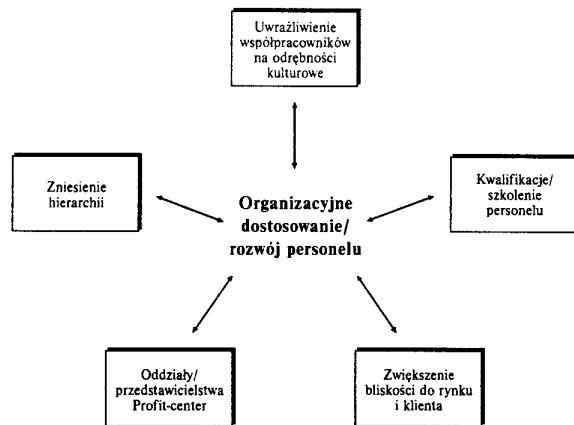 Uwrażliwienie
współpracowników
na odrębności
kulturowe
Zniesienie
hierarchii
Kwalifikacje/
szkolenie
personelu
Organizacyjne
dostosowanie/
rozwój personelu
Oddziały/
przedstawicielstwa
Profit-center
Zwiększenie
bliskości do rynku
i klienta